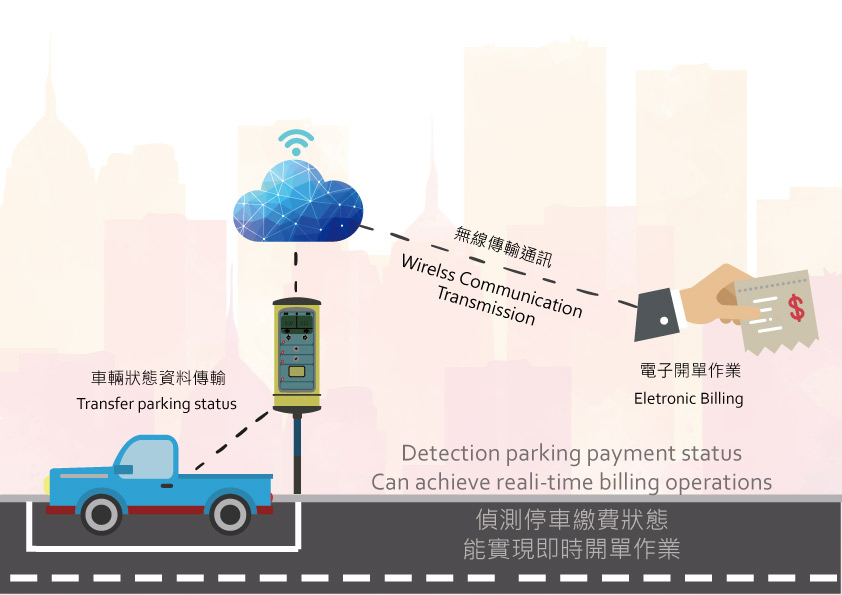 無線傳輸通訊
Wirelss Communication
Transmission
$
車輛狀態資料傳輸
Transfer parking status
電子開單作業
Eletronic Billing
Detection parking payment status
Can achieve reali-time billing operations
偵測停車繳費狀態
能實現即時開單作業